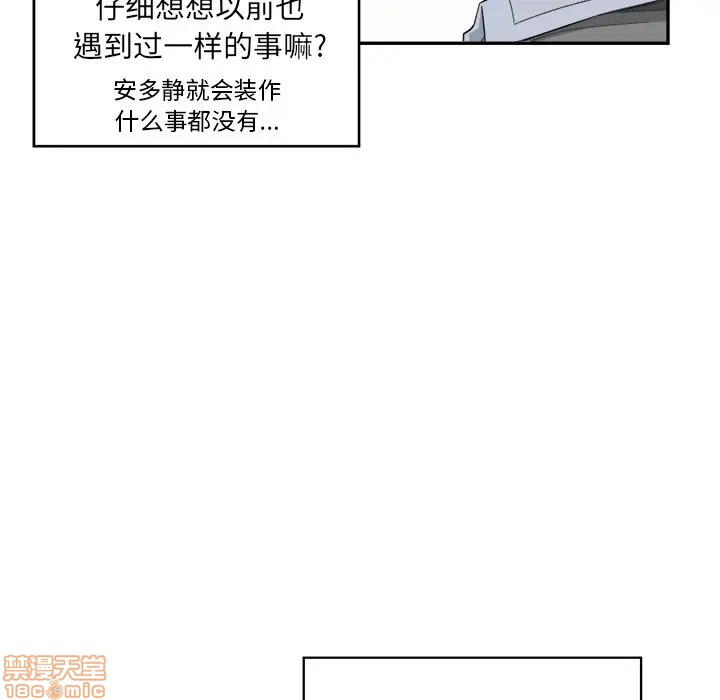 仔细想想以前也
遇到过一样的事嘛?
安多静就会装作
什么事都没有...
禁漫天堂
18comic